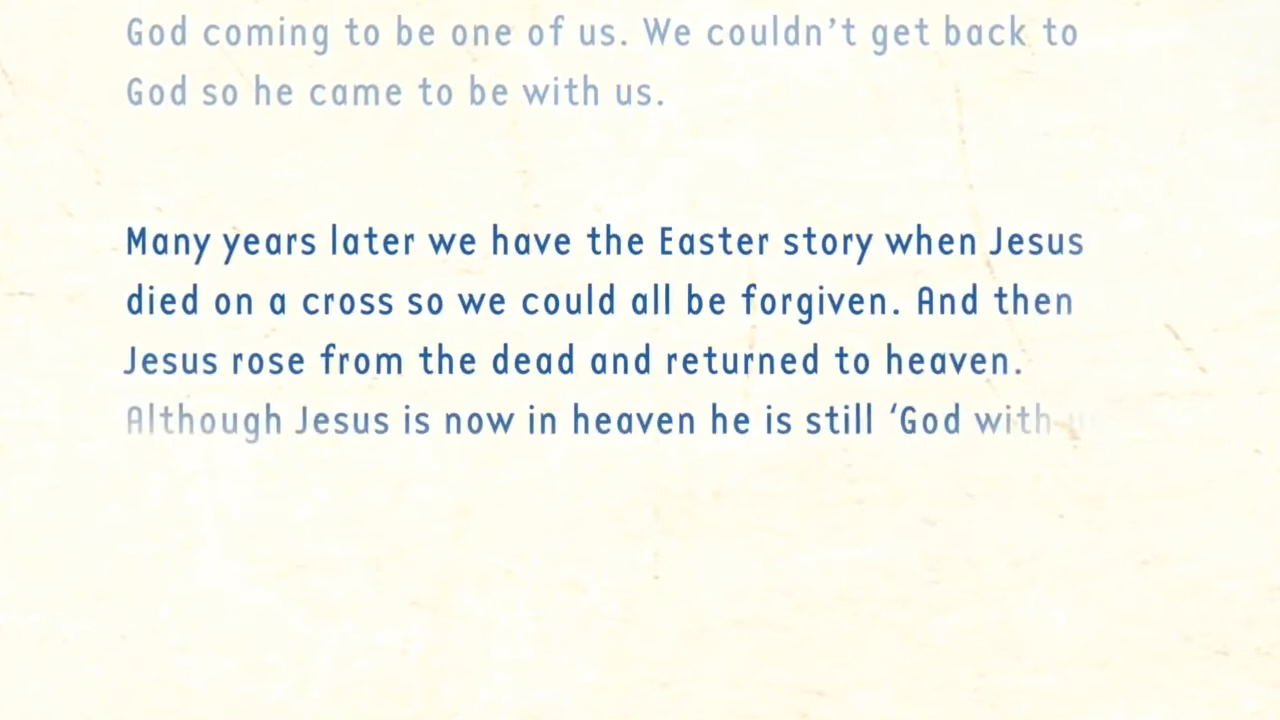 God coming to be one of us. We couldn’t get back to
God so he came to be with us.
Many years later we have the Easter story when Jesus
died on a cross so we could all be forgiven. And then
Jesus rose from the dead and returned to heaven.
Although Jesus is now in heaven he is still ‘God with